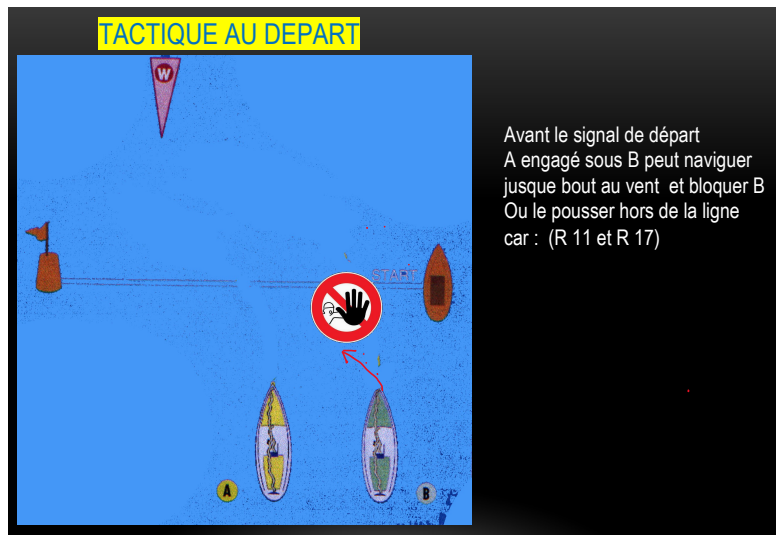 TACTIQUE AU DEPART
W
Avant le signal de départ
A engagé sous B peut naviguer
jusque bout au vent et bloquer B
Ou le pousser hors de la ligne
car : (R 11 et R 17)
START
A
B